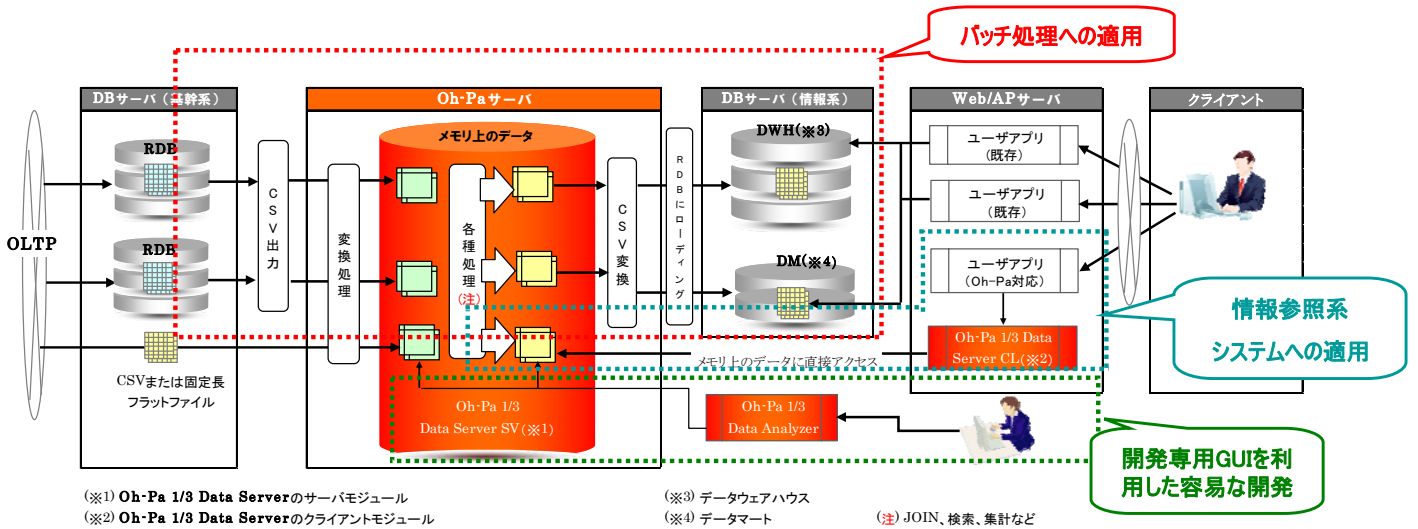 バッチ処理への適用
DBサーバ（基幹系）
Oh-Paサーバ
DBサーバ（情報系）
Web/APサーバ
クライアント
OLTP
RDB
RDB
CSVまたは固定長
フラットファイル
CSV出力
変換処理
メモリ上のデータ
各種処理(注)
CSV変換
RDBにローディング
DWH(※3)
DM(※4)
ユーザアプリ
（既存）
ユーザアプリ
（既存）
ユーザアプリ
（Oh-Pa対応）
Oh-Pa 1/3 Data
Server CL(※2)
情報参照系
システムへの適用
メモリ上のデータに直接アクセス
Oh-Pa 1/3
Data Server SV(※1)
Oh-Pa 1/3
Data Analyzer
開発専用GUIを利
用した容易な開発
(※1) Oh-Pa 1/3 Data Serverのサーバモジュール
(※2) Oh-Pa 1/3 Data Serverのクライアントモジュール
(※3) データウェアハウス
(※4) データマート
(注) JOIN、検索、集計など